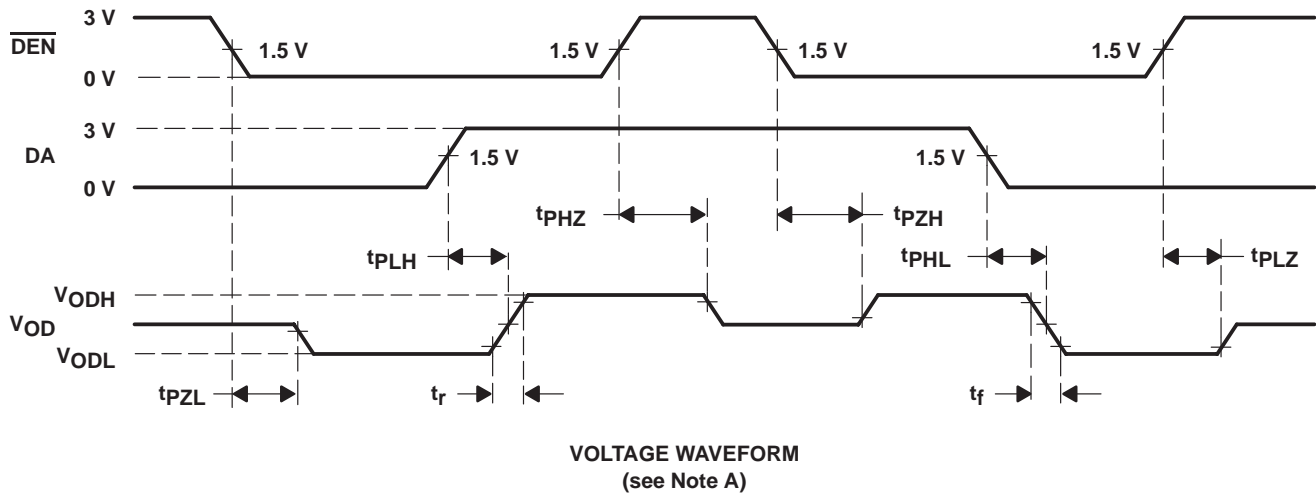 3 V
DEN
1.5 V
1.5 V
1.5 V
1.5 V
0 V
3 V
DA
1.5 V
1.5 V
0 V
tPHZ
tPZH
tPLH
tPHL
tPLZ
VODH
VOD
VODL
tPZL
tr
tf
VOLTAGE WAVEFORM
(see Note A)